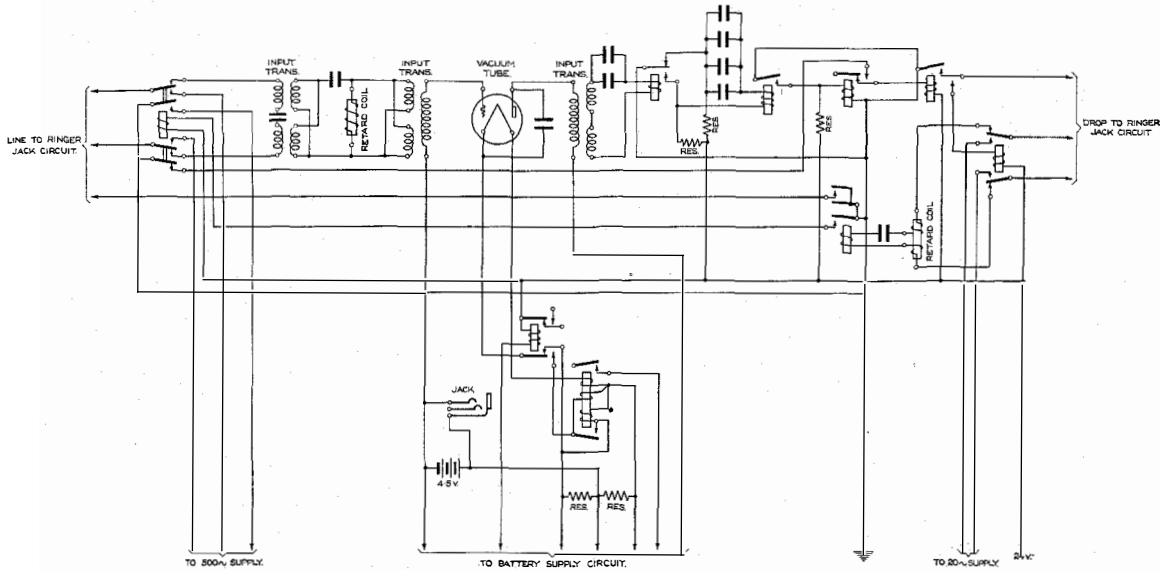 INPUT
TRANS.
INPUT
TRANS.
VACUUM
TUBE.
INPUT
TRANS.
RETARD COIL
RES.
RES.
RES.
LINE TO RINGER
JACK CIRCUIT.
DROP TO RINGER
JACK CIRCUIT
RETARD COIL
JACK
4·5 V.
RES.
RES.
TO 500~ SUPPLY.
TO BATTERY SUPPLY CIRCUIT.
TO 20~ SUPPLY.
24V.